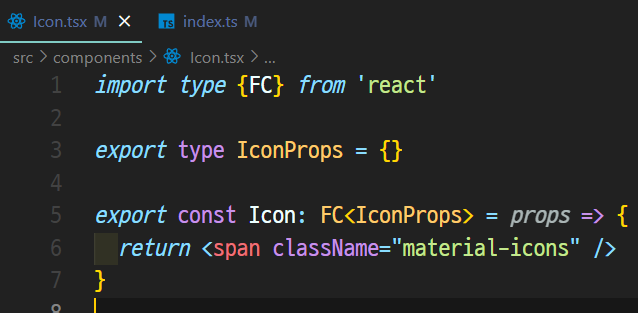 Icon.tsx M ×
TS index.ts M
src > components > Icon.tsx > ...
1 import type {FC} from 'react'
2
3 export type IconProps = {}
4
5 export const Icon: FC<IconProps> = props => {
6 return <span className="material-icons" />
7 }
8